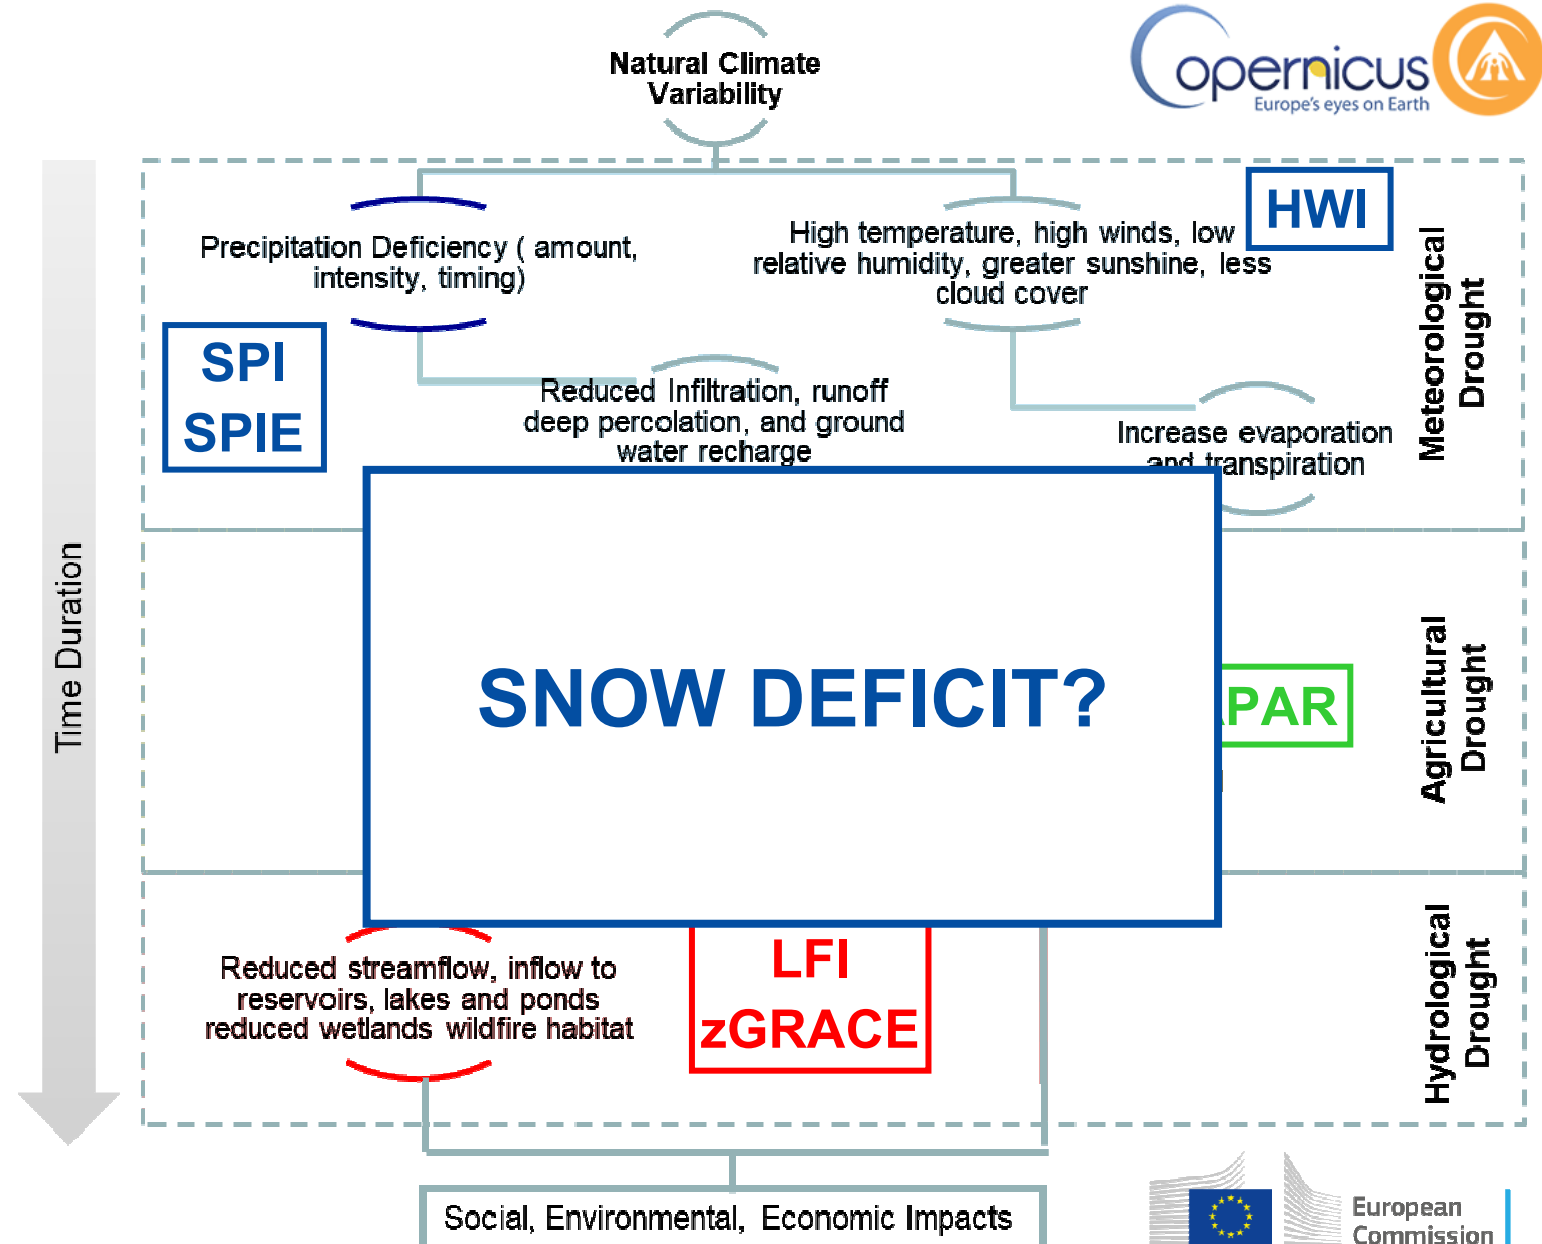 Natural Climate
Variability
opernicus
Europe's eyes on Earth
HWI
Precipitation Deficiency ( amount,
intensity, timing)
High temperature, high winds, low
relative humidity, greater sunshine, less
cloud cover
Meteorological
Drought
SPI
SPIE
Reduced Infiltration, runoff
deep percolation, and ground
water recharge
Increase evaporation
and transpiration
Time Duration
SNOW DEFICIT?
PAR
Agricultural
Drought
LFI
zGRACE
Reduced streamflow, inflow to
reservoirs, lakes and ponds
reduced wetlands wildfire habitat
Hydrological
Drought
Social, Environmental, Economic Impacts
European
Commission